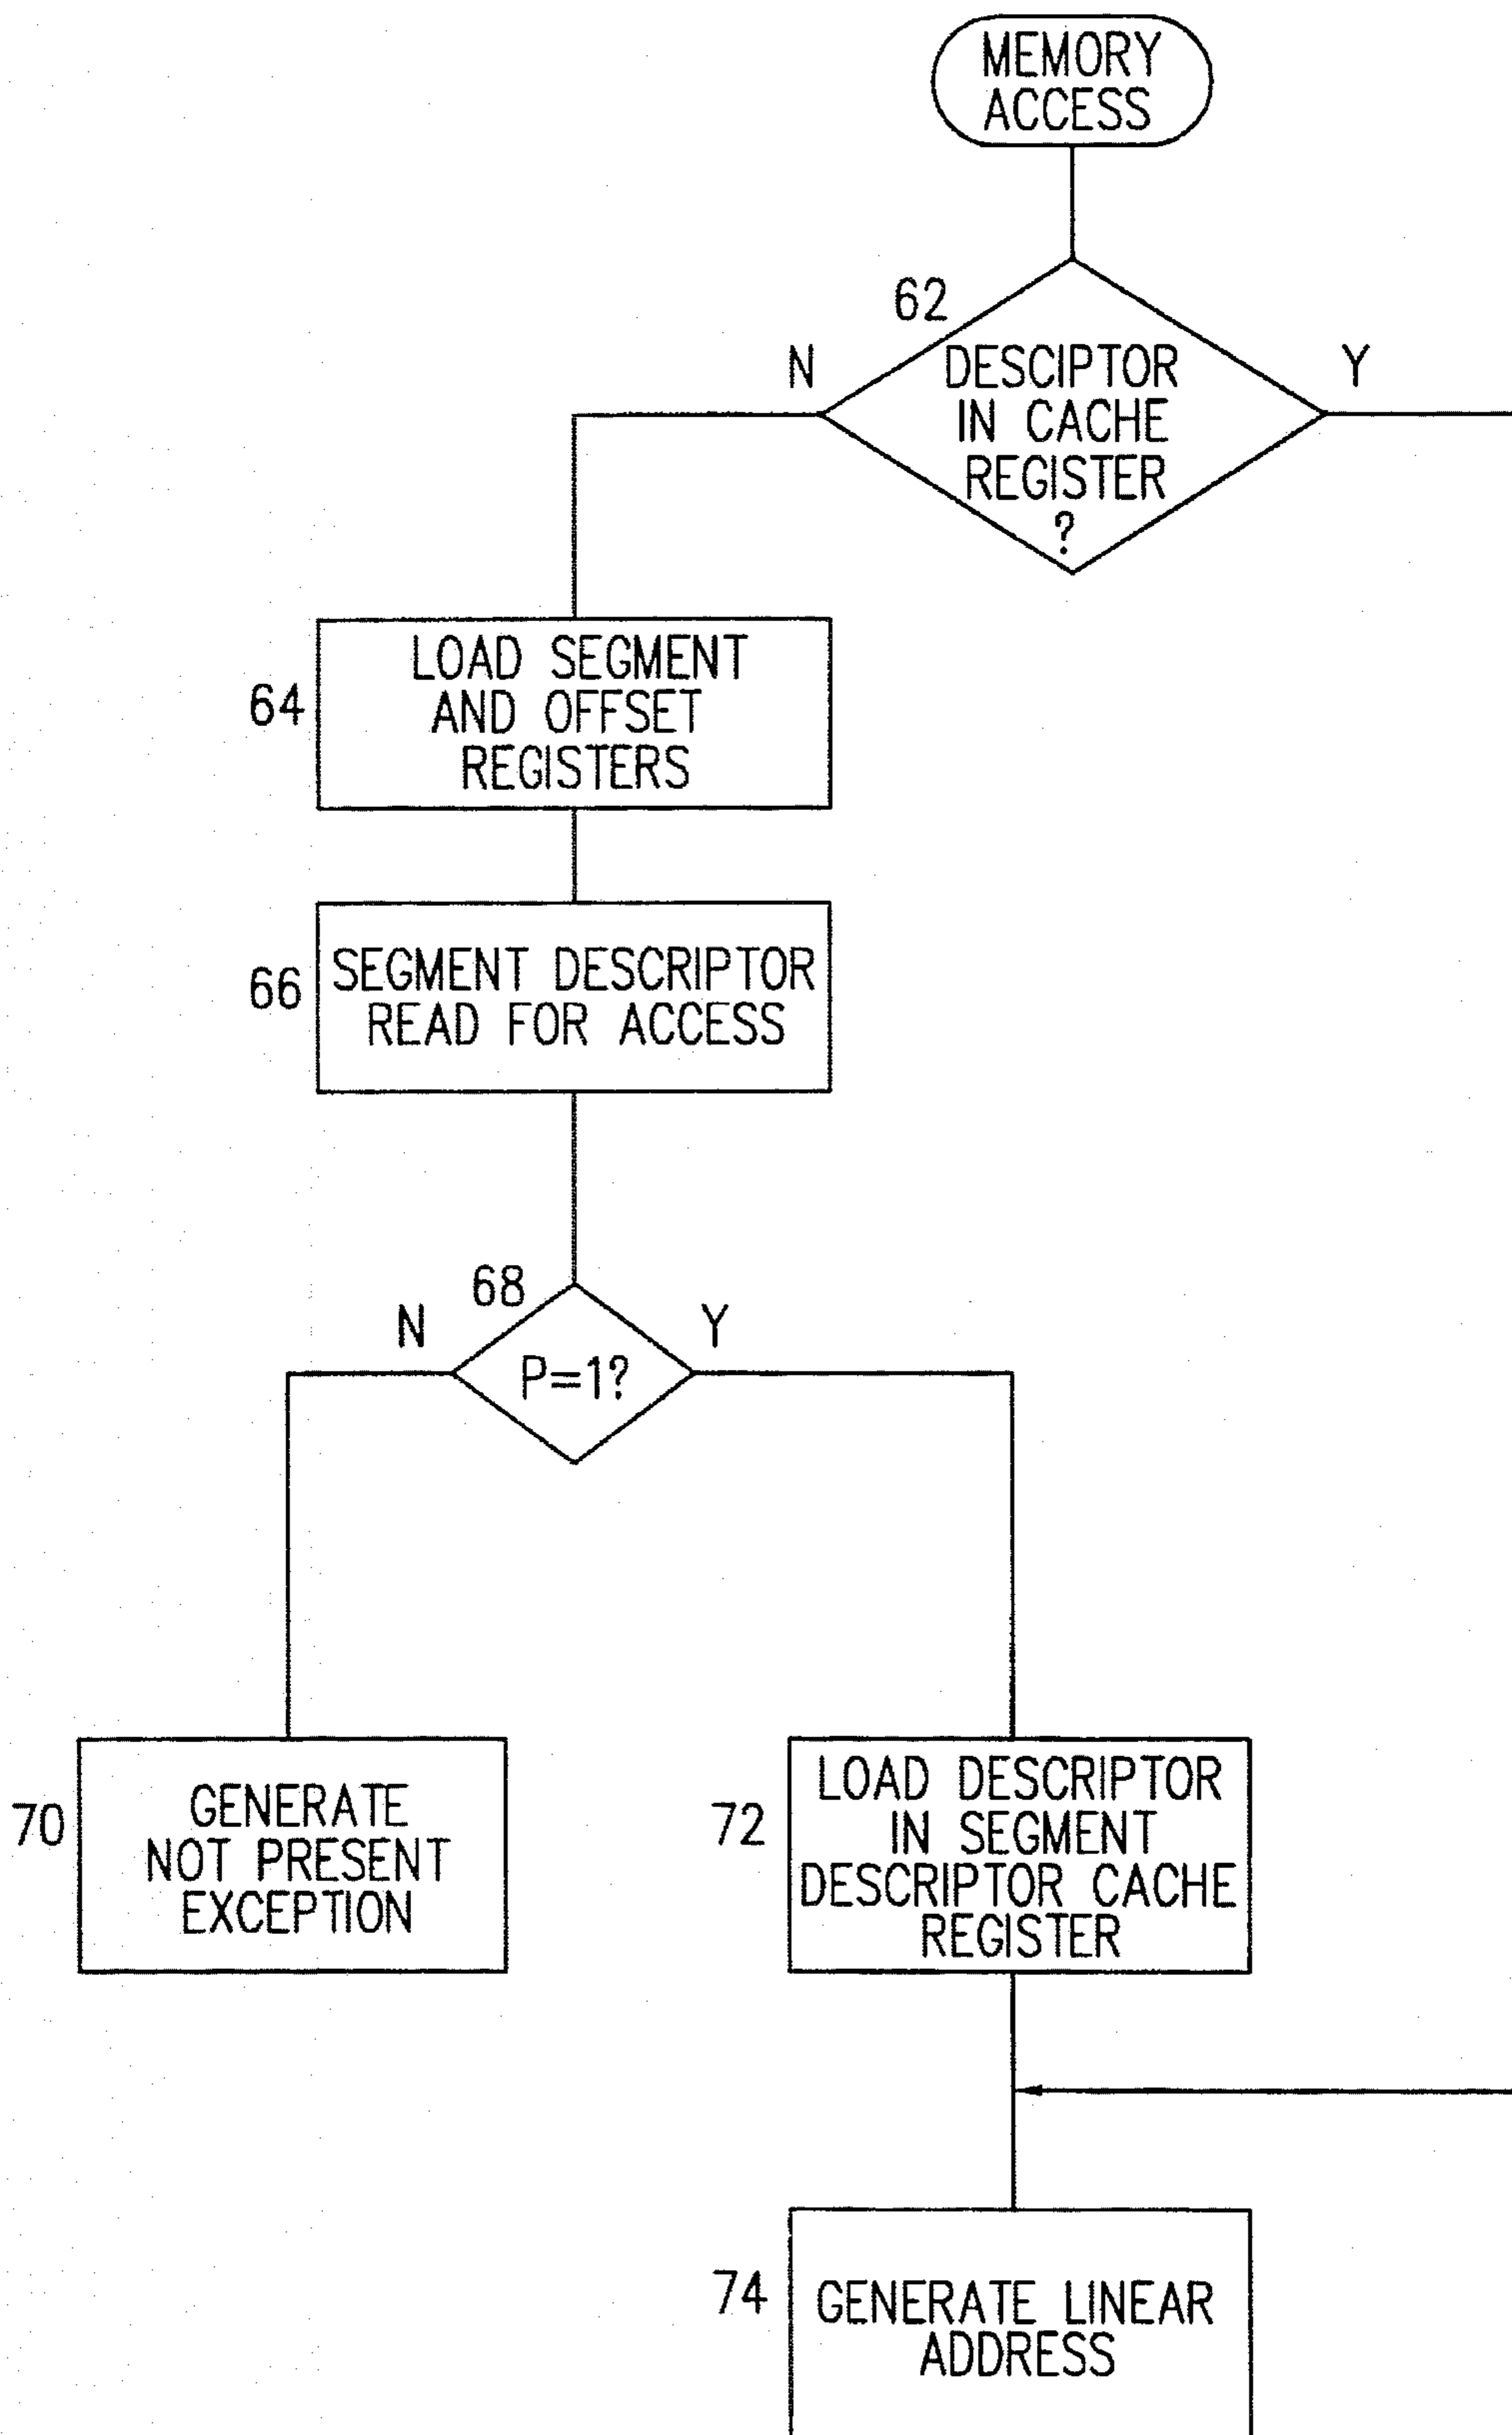 MEMORY
ACCESS
62
N
Y
DESCIPTOR
IN CACHE
REGISTER
?
64
LOAD SEGMENT
AND OFFSET
REGISTERS
66
SEGMENT DESCRIPTOR
READ FOR ACCESS
68
N
Y
P=1?
70
GENERATE
NOT PRESENT
EXCEPTION
72
LOAD DESCRIPTOR
IN SEGMENT
DESCRIPTOR CACHE
REGISTER
74
GENERATE LINEAR
ADDRESS